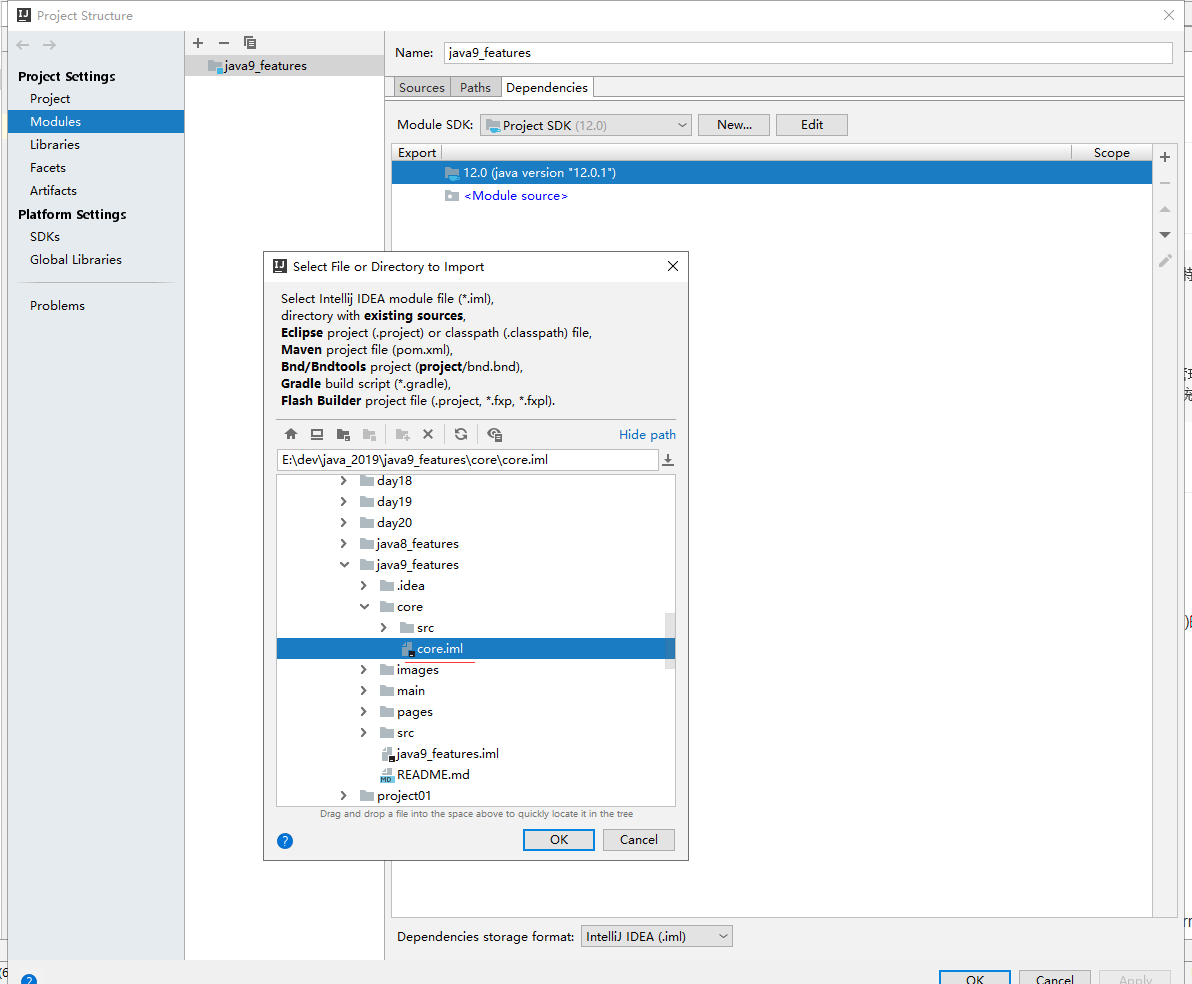 Project Structure
Project Settings
Project
Modules
Libraries
Facets
Artifacts
Platform Settings
SDKs
Global Libraries
Problems
java9_features
Name: java9_features
Sources Paths Dependencies
Module SDK: Project SDK (12.0) New... Edit
Export Scope
12.0 (java version "12.0.1")
<Module source>
Select File or Directory to Import
Select Intellij IDEA module file (*.iml),
directory with existing sources,
Eclipse project (.project) or classpath (.classpath) file,
Maven project file (pom.xml),
Bnd/Bndtools project (project/bnd.bnd),
Gradle build script (*.gradle),
Flash Builder project file (.project, *.fxp, *.fxpl).
Hide path
E:\dev\java_2019\java9_features\core\core.iml
day18
day19
day20
java8_features
java9_features
.idea
core
src
core.iml
images
main
pages
src
java9_features.iml
README.md
project01
Drag and drop a file into the space above to quickly locate it in the tree
OK Cancel
Dependencies storage format: IntelliJ IDEA (.iml)
OK Cancel Apply